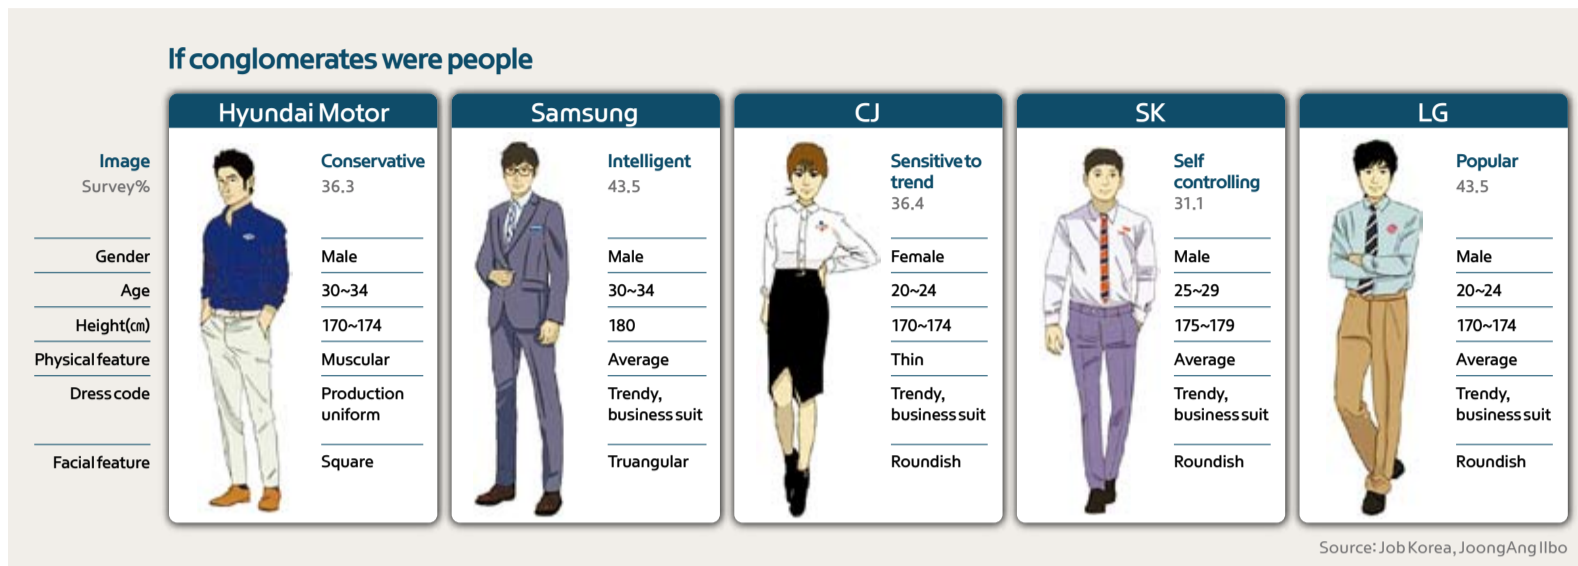 If conglomerates were people
Hyundai Motor
Samsung
CJ
SK
LG
Image
Survey%
Conservative
36.3
Intelligent
43.5
Sensitive to
trend
36.4
Self
controlling
31.1
Popular
43.5
Gender
Male
Male
Female
Male
Male
Age
30~34
30~34
20~24
25~29
20~24
Height(㎝)
170~174
180
170~174
175~179
170~174
Physical feature
Muscular
Average
Thin
Average
Average
Dress code
Production
uniform
Trendy,
business suit
Trendy,
business suit
Trendy,
business suit
Trendy,
business suit
Facial feature
Square
Truangular
Roundish
Roundish
Roundish
Source: Job Korea, JoongAng Ilbo